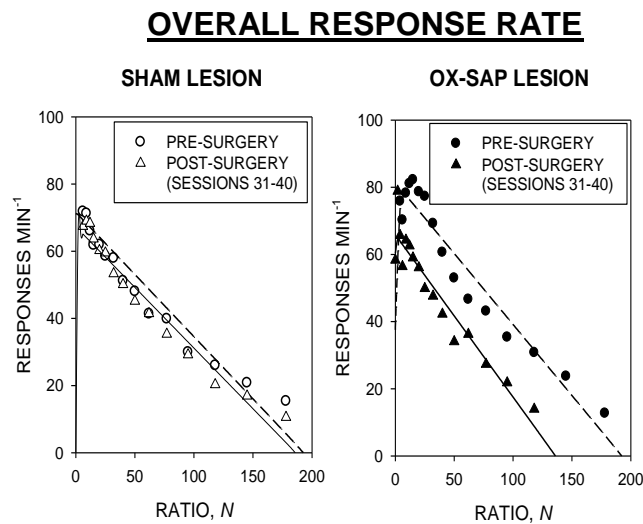 OVERALL RESPONSE RATE
SHAM LESION
OX-SAP LESION
100
80
60
40
20
0
RESPONSES MIN-1
PRE-SURGERY
POST-SURGERY
(SESSIONS 31-40)
0 50 100 150 200
RATIO, N
100
80
60
40
20
0
RESPONSES MIN-1
PRE-SURGERY
POST-SURGERY
(SESSIONS 31-40)
0 50 100 150 200
RATIO, N